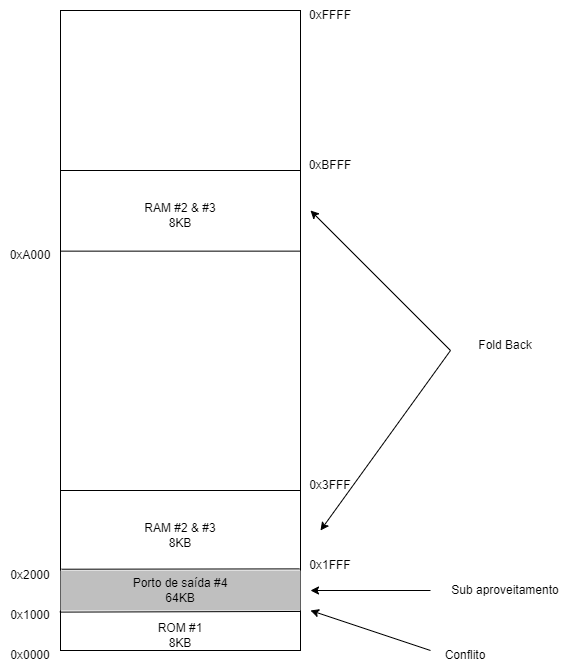 0xFFFF
0xBFFF
RAM #2 & #3
8KB
0xA000
Fold Back
0x3FFF
RAM #2 & #3
8KB
0x1FFF
0x2000
Porto de saída #4
64KB
Sub aproveitamento
0x1000
ROM #1
8KB
0x0000
Conflito